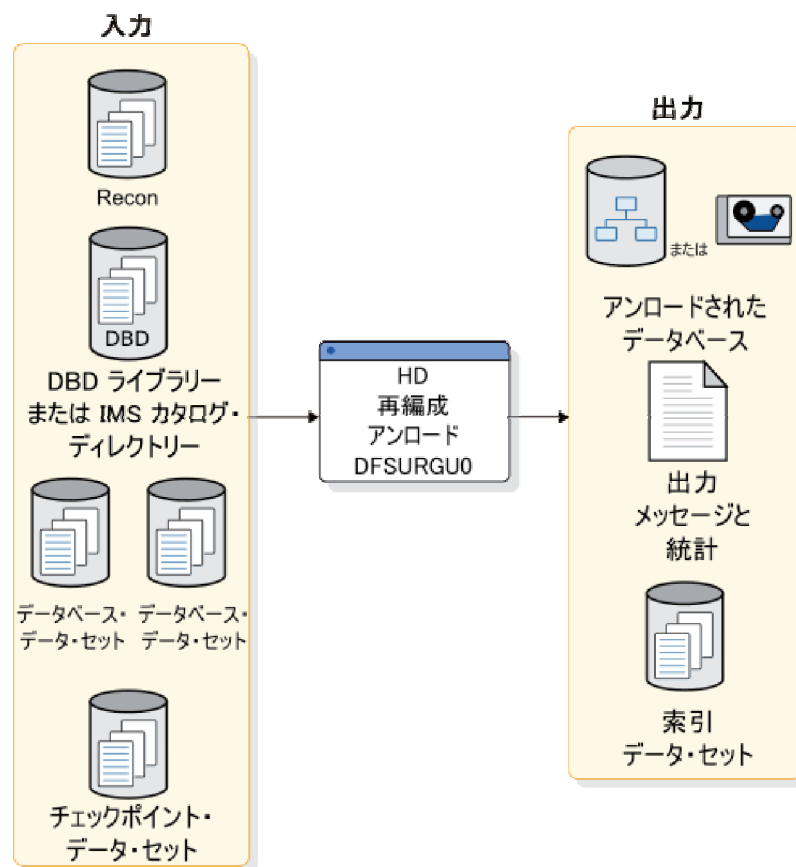 入力
Recon
DBD
DBD ライブラリー
または IMS カタログ・
ディレクトリー
データベース・
データ・セット
データベース・
データ・セット
チェックポイント・
データ・セット
HD
再編成
アンロード
DFSURGU0
出力
または
アンロードされた
データベース
出力
メッセージと
統計
索引
データ・セット